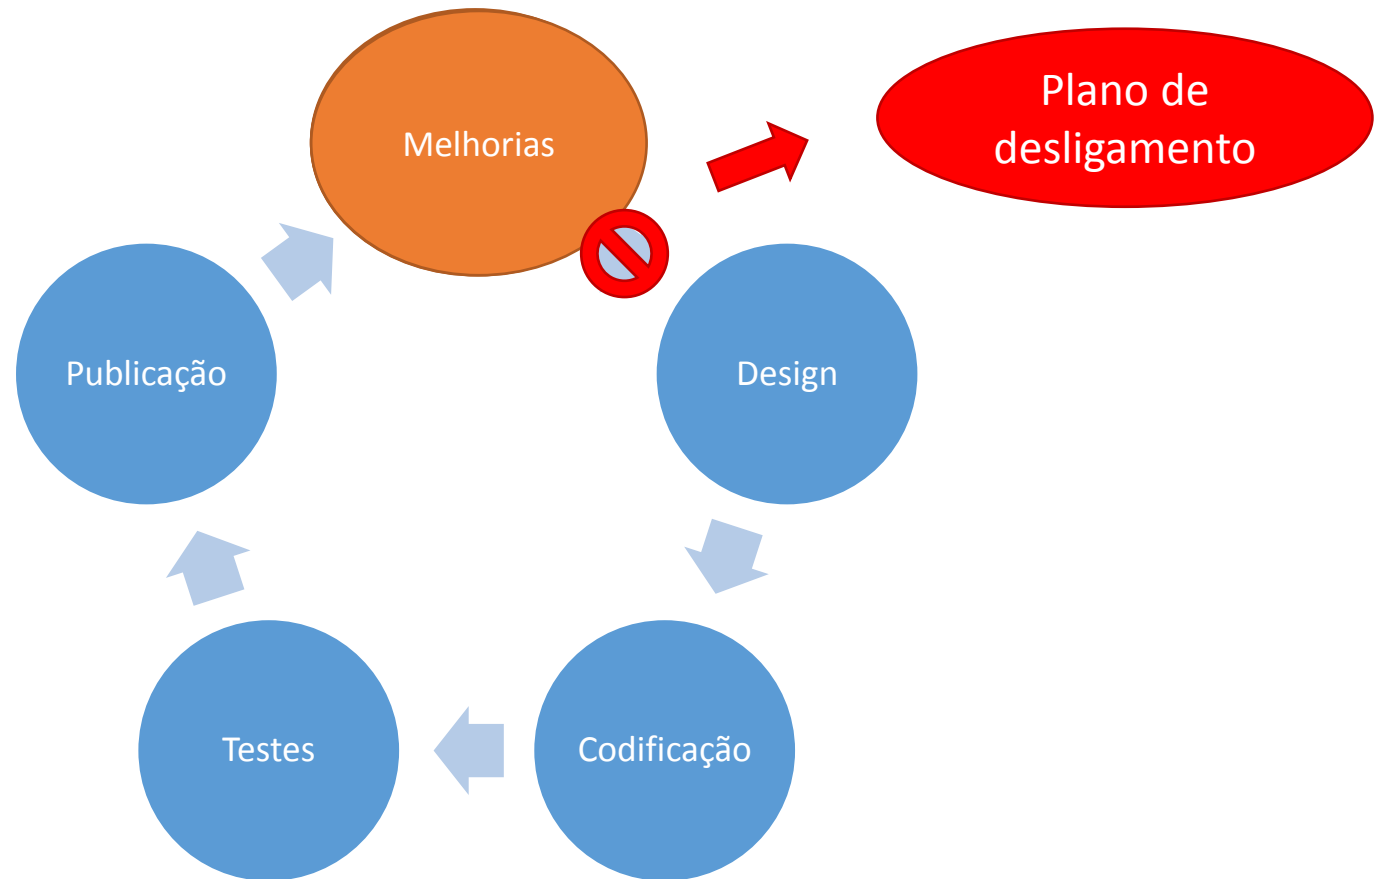 Melhorias
Plano de
desligamento
Publicação
Design
Testes
Codificação